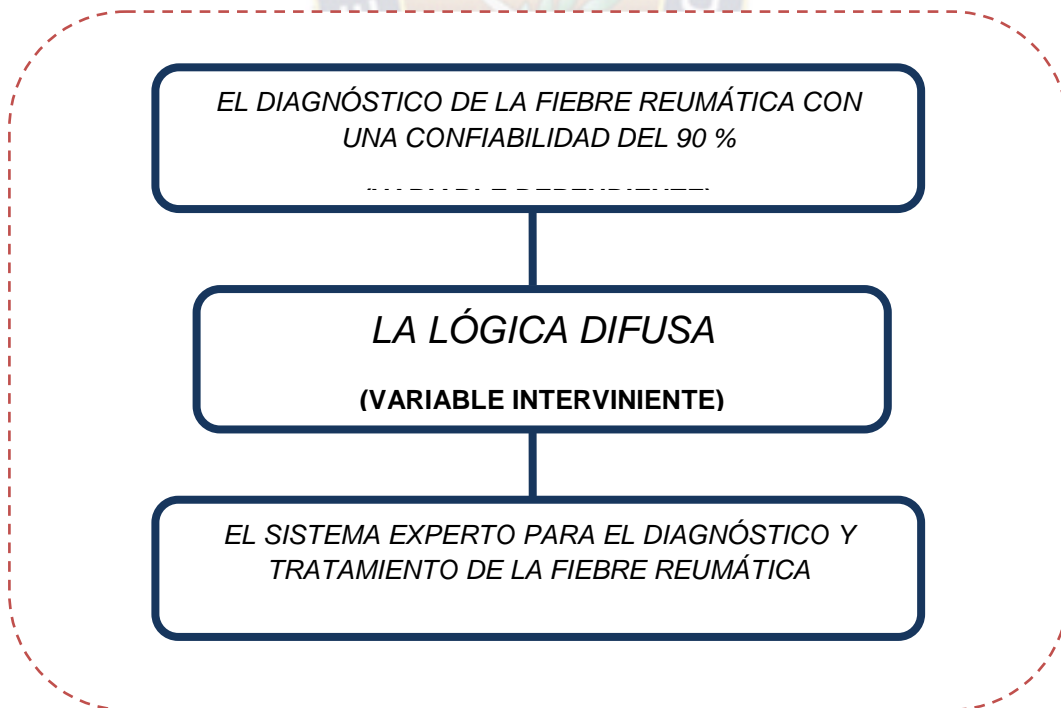 EL DIAGNÓSTICO DE LA FIEBRE REUMÁTICA CON
UNA CONFIABILIDAD DEL 90 %
LA LÓGICA DIFUSA
(VARIABLE INTERVINIENTE)
EL SISTEMA EXPERTO PARA EL DIAGNÓSTICO Y
TRATAMIENTO DE LA FIEBRE REUMÁTICA